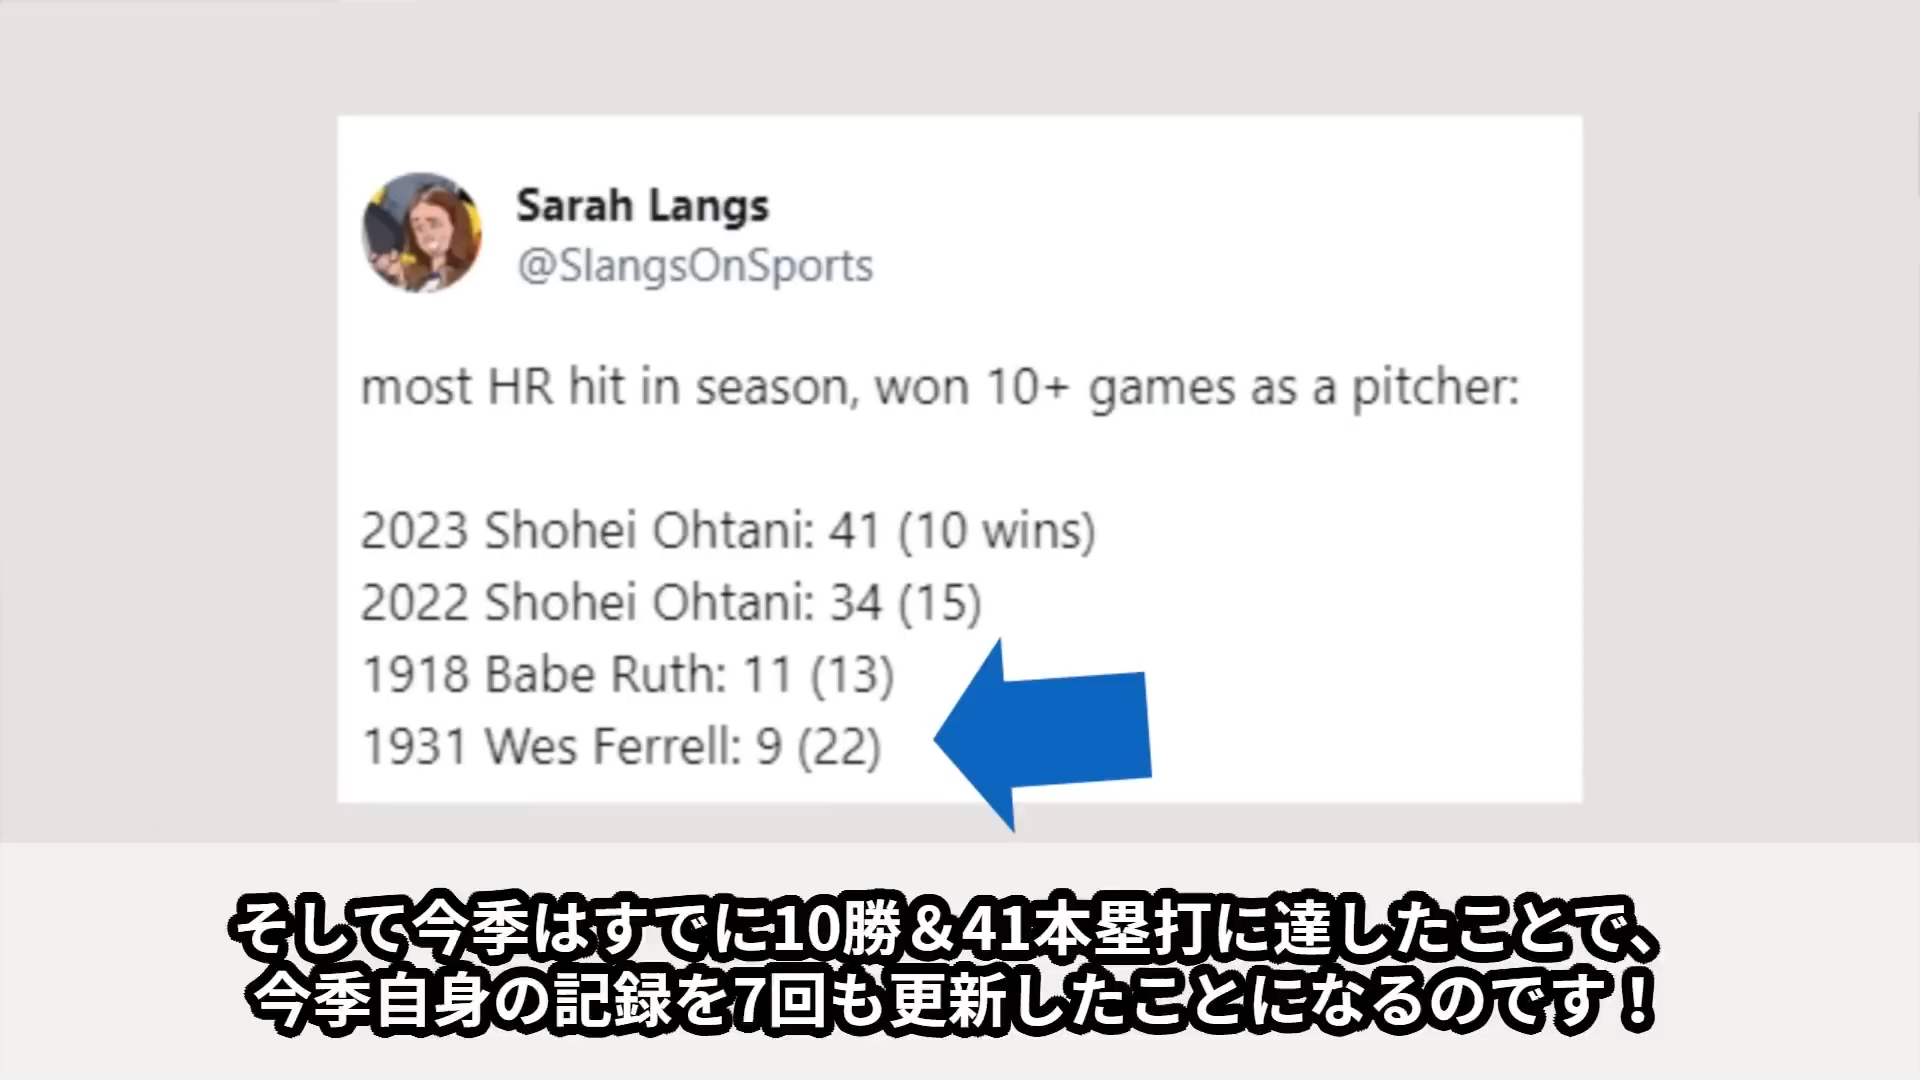 Sarah Langs
@SlangsOnSports
most HR hit in season, won 10+ games as a pitcher:
2023 Shohei Ohtani: 41 (10 wins)
2022 Shohei Ohtani: 34 (15)
1918 Babe Ruth: 11 (13)
1931 Wes Ferrell: 9 (22)
そして今季はすでに10勝＆41本塁打に達したことで、
今季自身の記録を7回も更新したことになるのです！